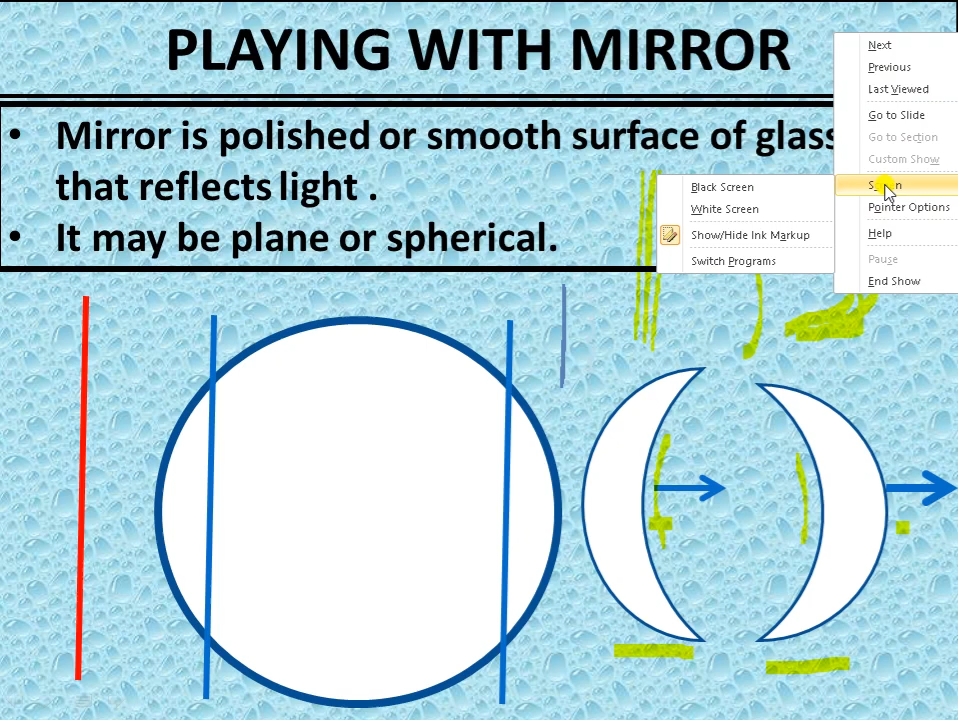 PLAYING WITH MIRROR
• Mirror is polished or smooth surface of glass
that reflects light .
• It may be plane or spherical.
Next
Previous
Last Viewed
Go to Slide
Go to Section
Custom Show
Pointer Options
Help
Pause
End Show
Black Screen
White Screen
Show/Hide Ink Markup
Switch Programs